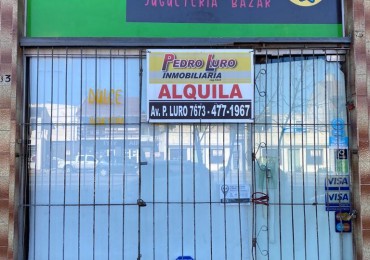 JUGUETERIA BAZAR
PEDRO LURO
INMOBILIARIA
ALQUILA
Av. P. LURO 7673 - 477-1967
VISA
VISA